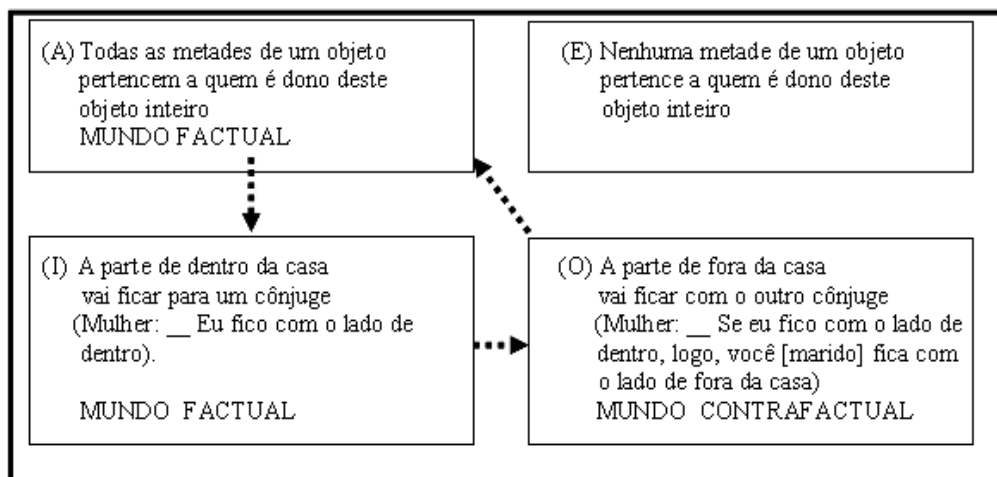 (A) Todas as metades de um objeto
pertencem a quem é dono deste
objeto inteiro
MUNDO FACTUAL
(E) Nenhuma metade de um objeto
pertence a quem é dono deste
objeto inteiro
(I) A parte de dentro da casa
vai ficar para um cônjuge
(Mulher: __ Eu fico com o lado de
dentro).
MUNDO FACTUAL
(O) A parte de fora da casa
vai ficar com o outro cônjuge
(Mulher: __ Se eu fico com o lado de
dentro, logo, você [marido] fica com
o lado de fora da casa)
MUNDO CONTRAFACTUAL